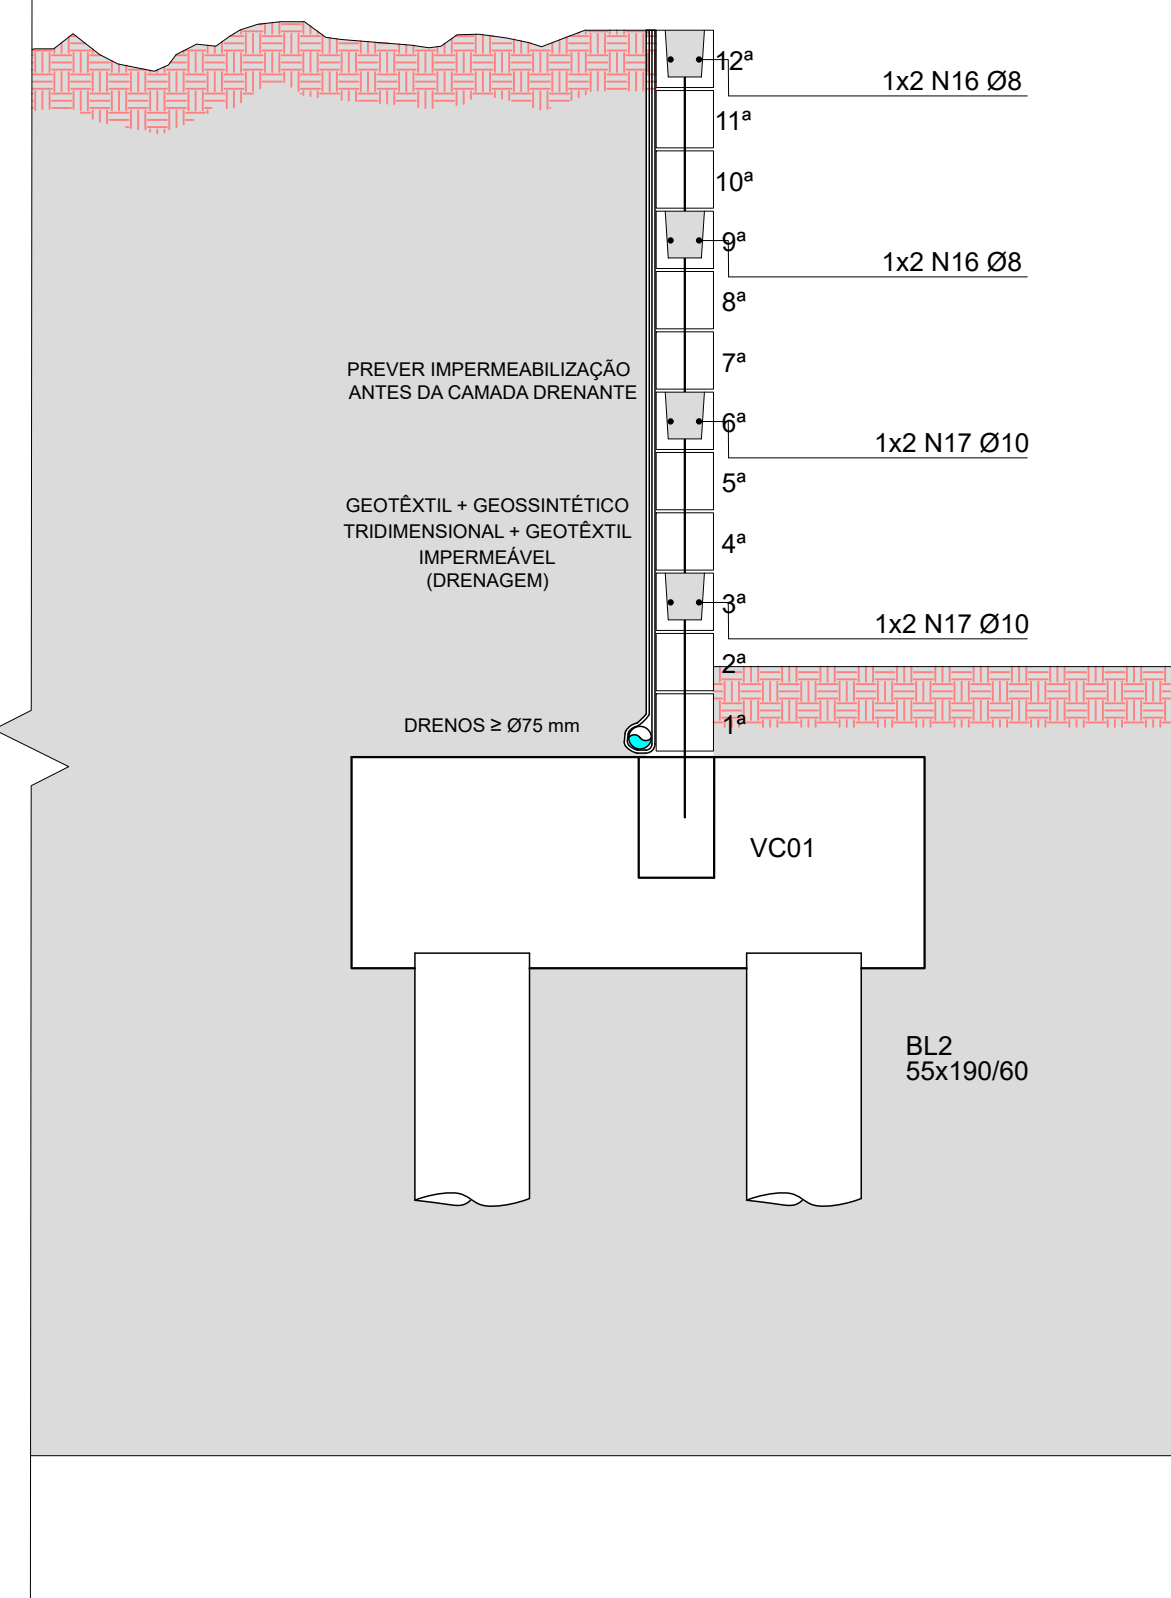 12ª
1x2 N16 Ø8
11ª
10ª
9ª
1x2 N16 Ø8
8ª
7ª
PREVER IMPERMEABILIZAÇÃO
ANTES DA CAMADA DRENANTE
6ª
1x2 N17 Ø10
5ª
GEOTÊXTIL + GEOSSINTÉTICO
TRIDIMENSIONAL + GEOTÊXTIL
IMPERMEÁVEL
(DRENAGEM)
4ª
3ª
1x2 N17 Ø10
2ª
DRENOS ≥ Ø75 mm
1ª
VC01
BL2
55x190/60